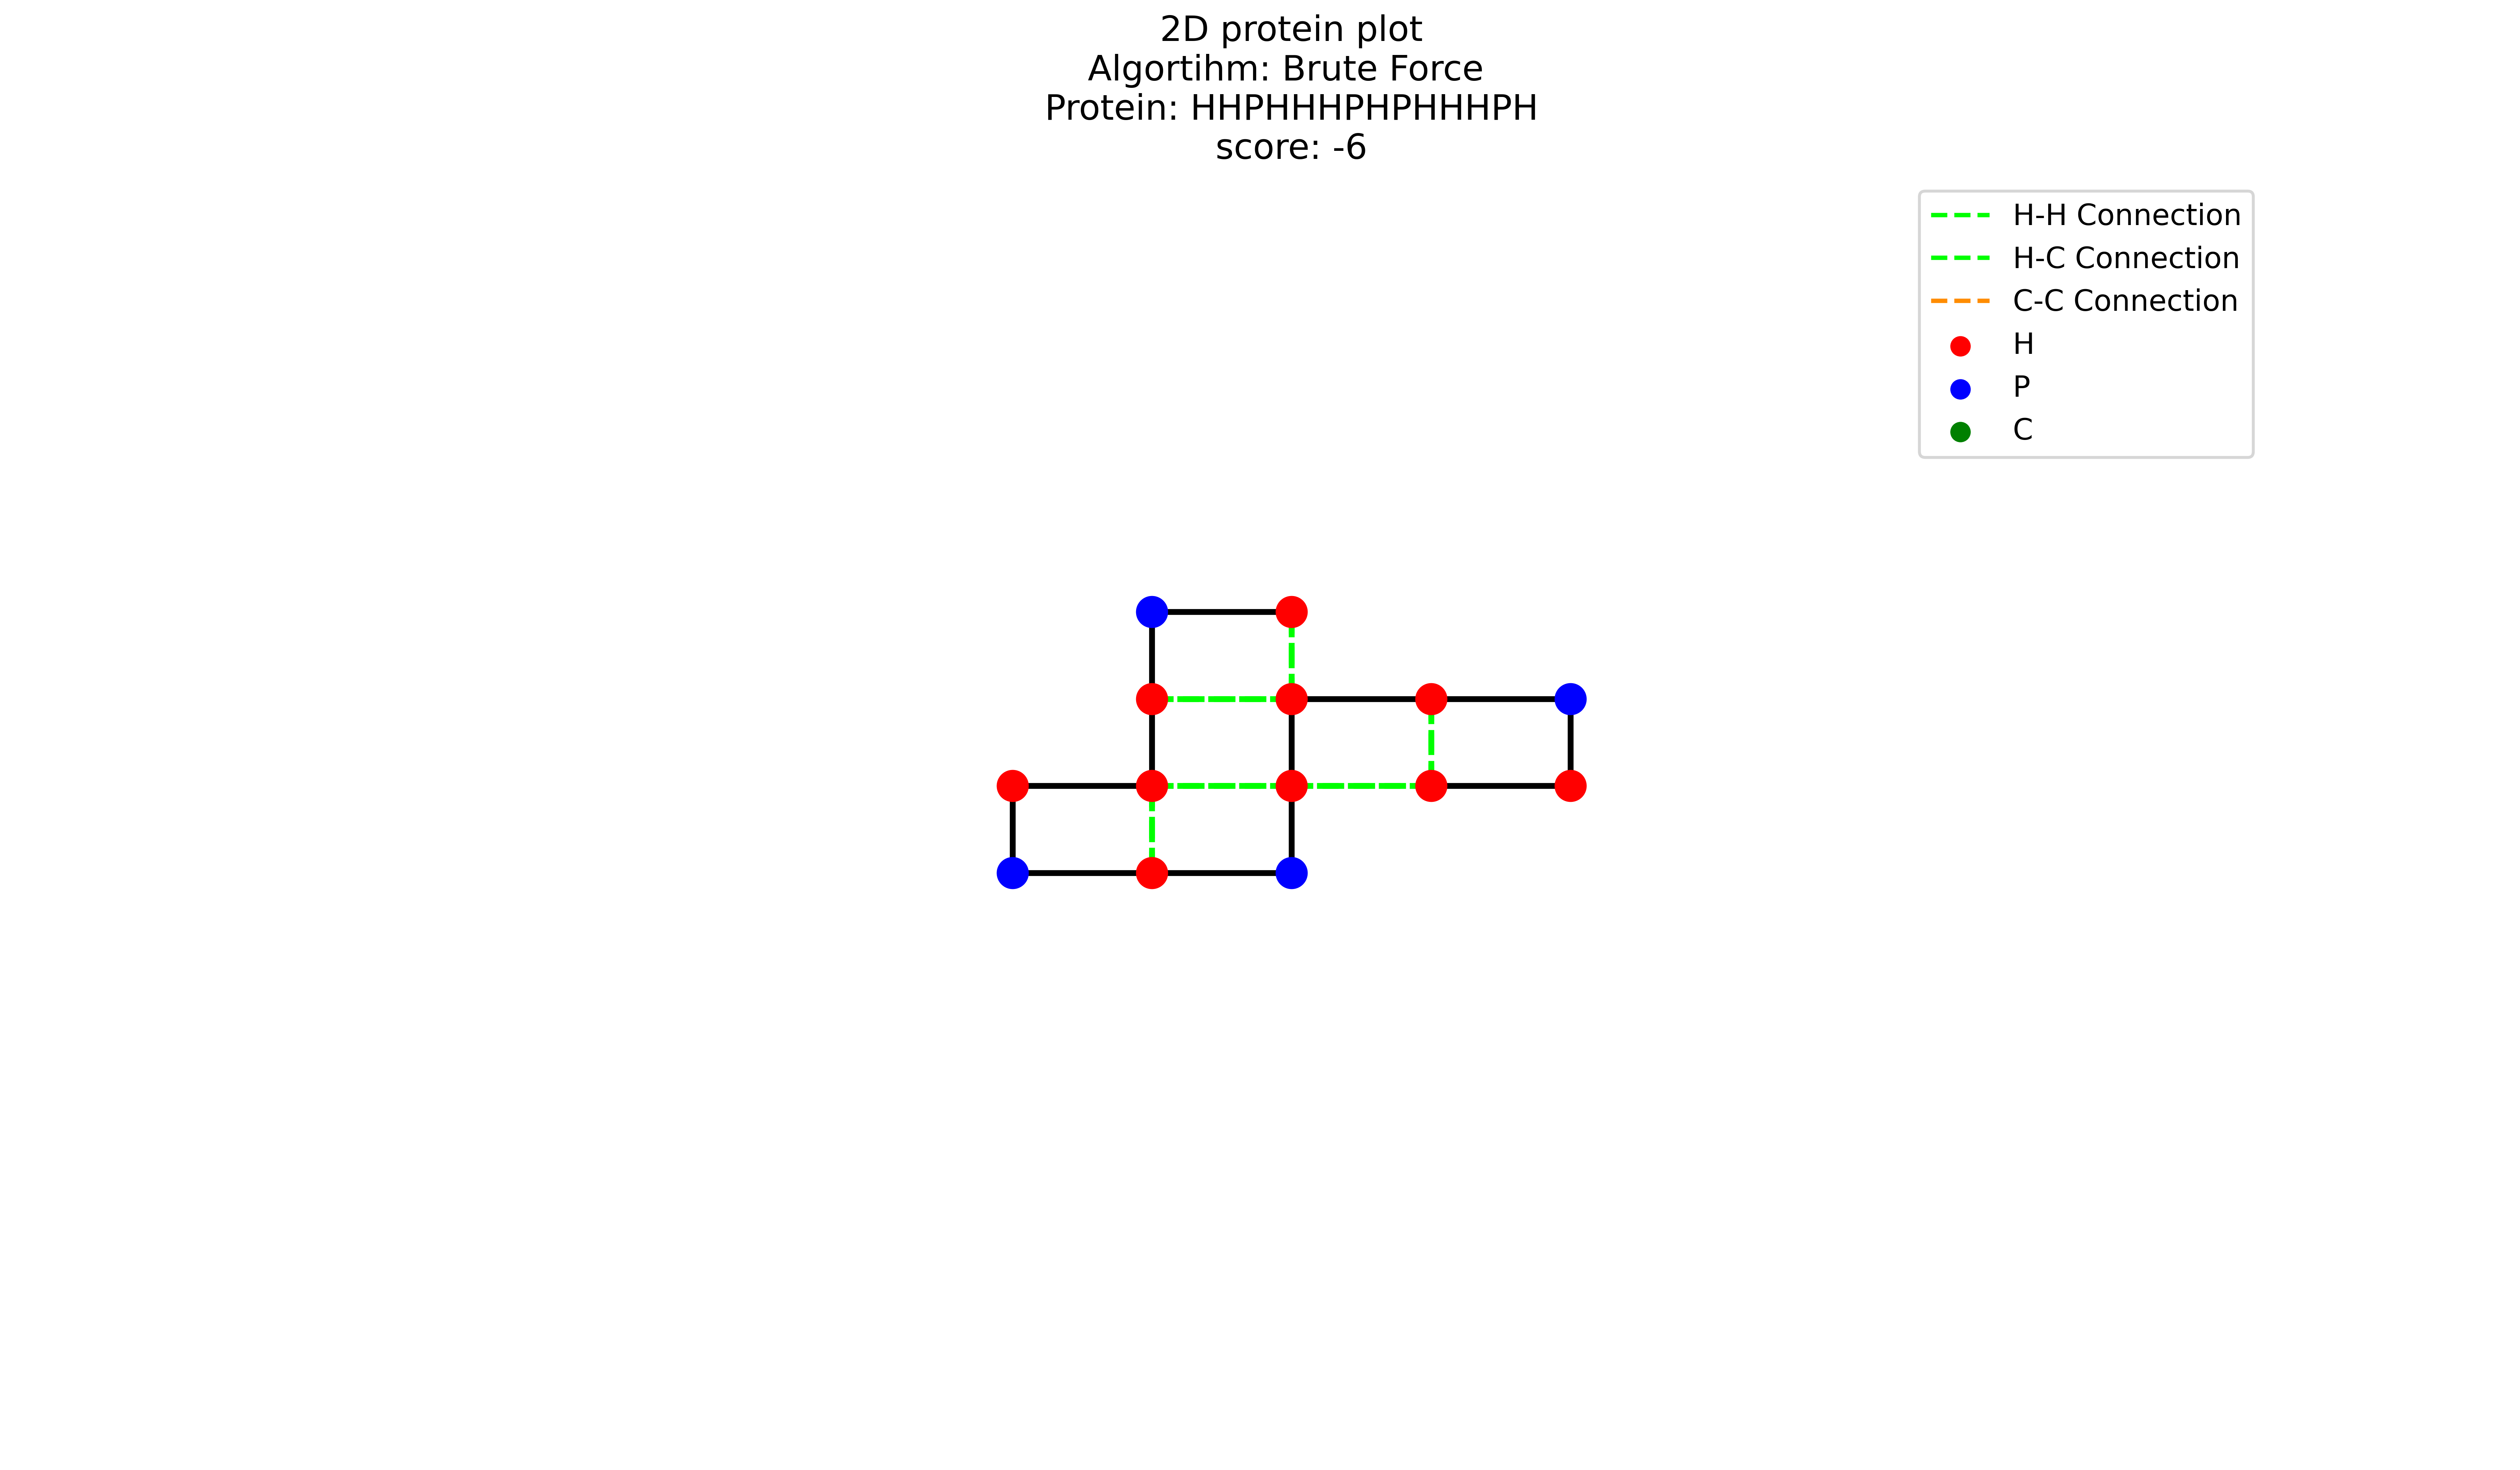 2D protein plot
Algortihm: Brute Force
Protein: HHPHHHPHPHHHPH
score: -6
H-H Connection
H-C Connection
C-C Connection
H
P
C